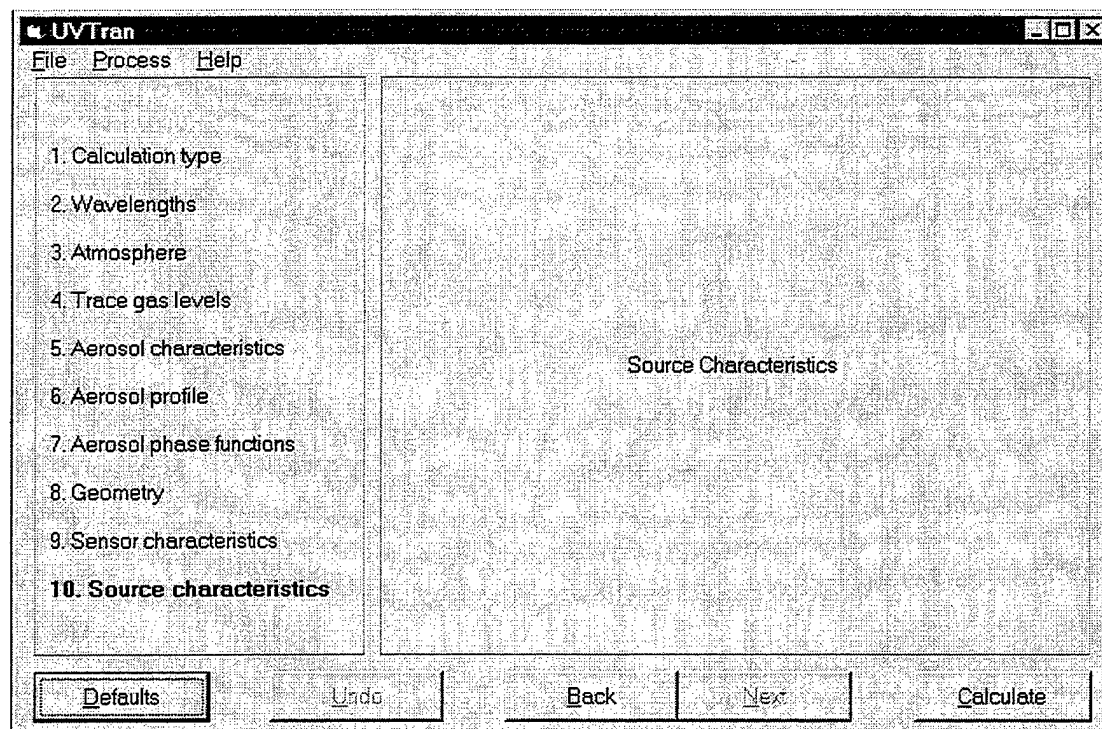 UVTran
File Process Help
1. Calculation type
2. Wavelengths
3. Atmosphere
4. Trace gas levels
5. Aerosol characteristics
6. Aerosol profile
7. Aerosol phase functions
8. Geometry
9. Sensor characteristics
10. Source characteristics
Source Characteristics
Defaults Undo Back Next Calculate